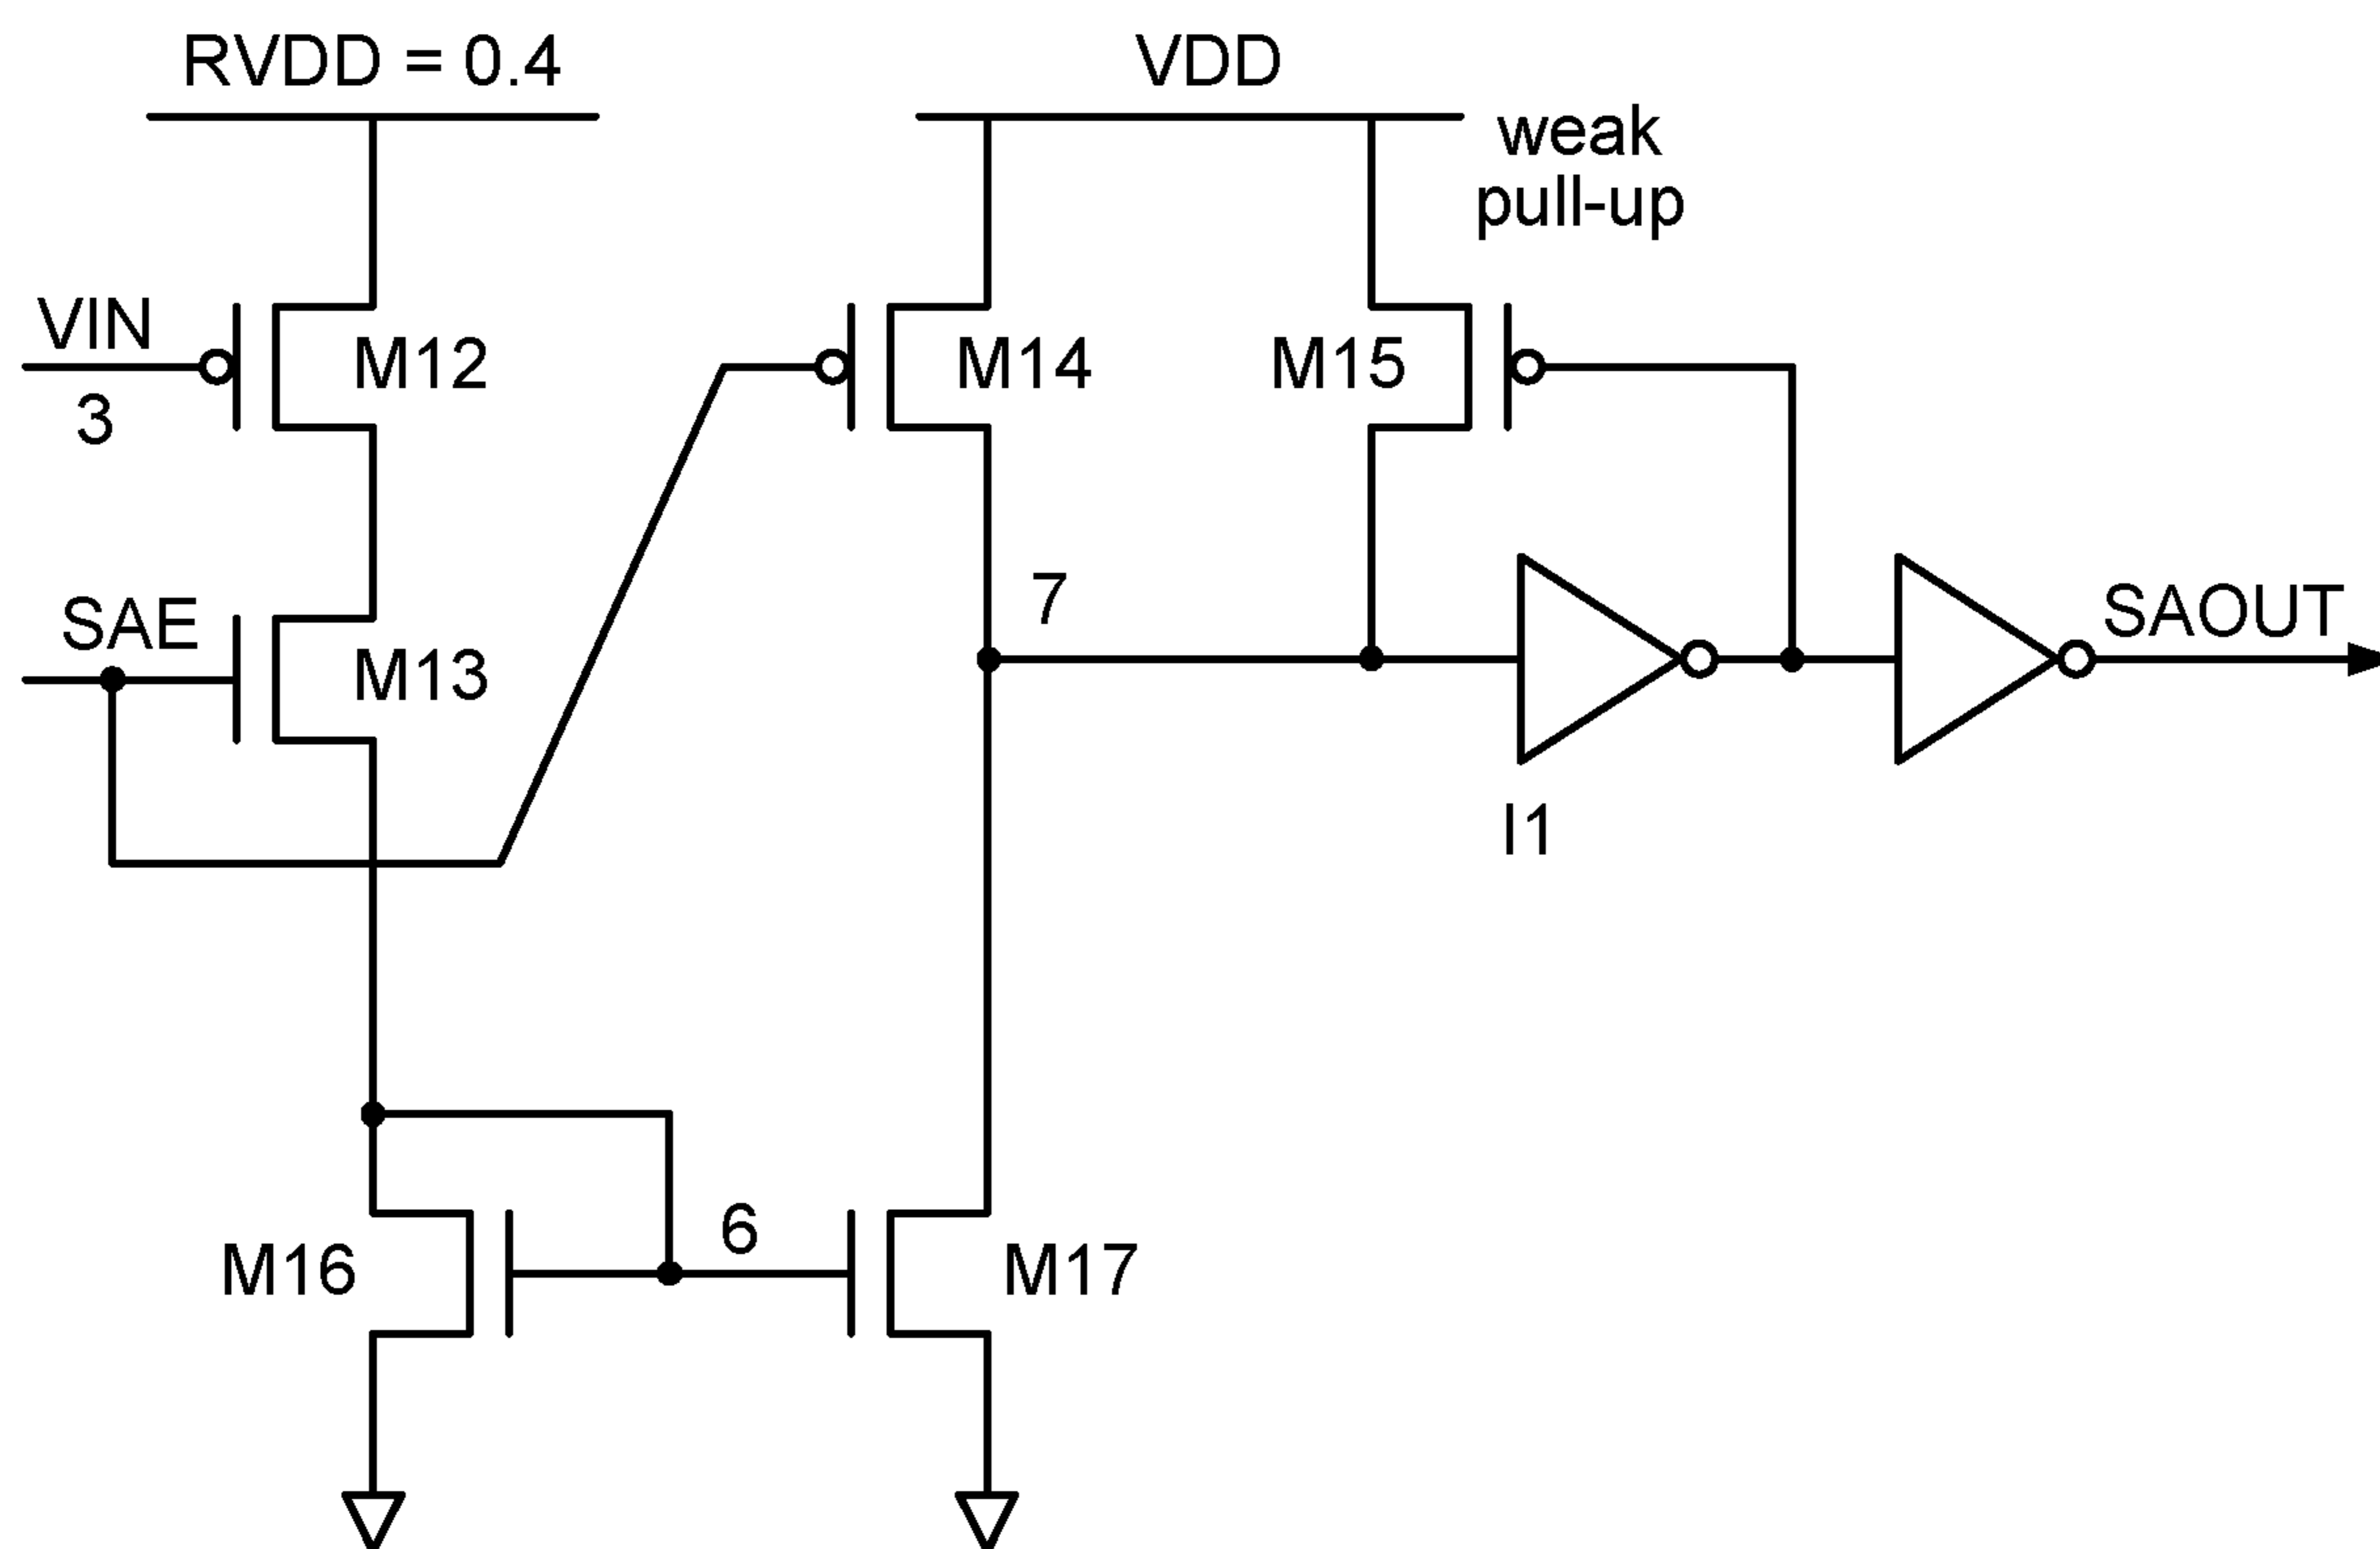 RVDD = 0.4
VDD
weak
pull-up
VIN
3
M12
M14
M15
SAE
M13
7
SAOUT
I1
6
M16
M17